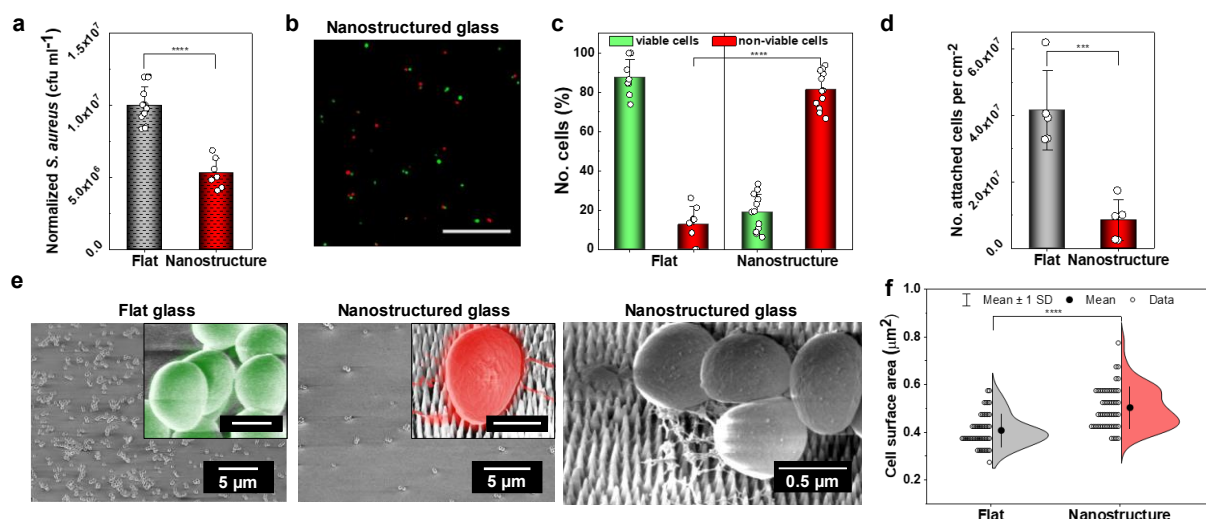 a
Normalized S. aureus (cfu ml-1)
1.5x10⁷
1.0x10⁷
5.0x10⁶
0.0
****
Flat
Nanostructure
b
Nanostructured glass
c
viable cells
non-viable cells
No. cells (%)
100
80
60
40
20
0
****
Flat
Nanostructure
d
No. attached cells per cm-2
6.0x10⁷
4.0x10⁷
2.0x10⁷
0.0
***
Flat
Nanostructure
e
Flat glass
5 µm
Nanostructured glass
5 µm
Nanostructured glass
0.5 µm
f
Mean ± 1 SD
Mean
Data
Cell surface area (µm²)
1.0
0.8
0.6
0.4
0.2
****
Flat
Nanostructure